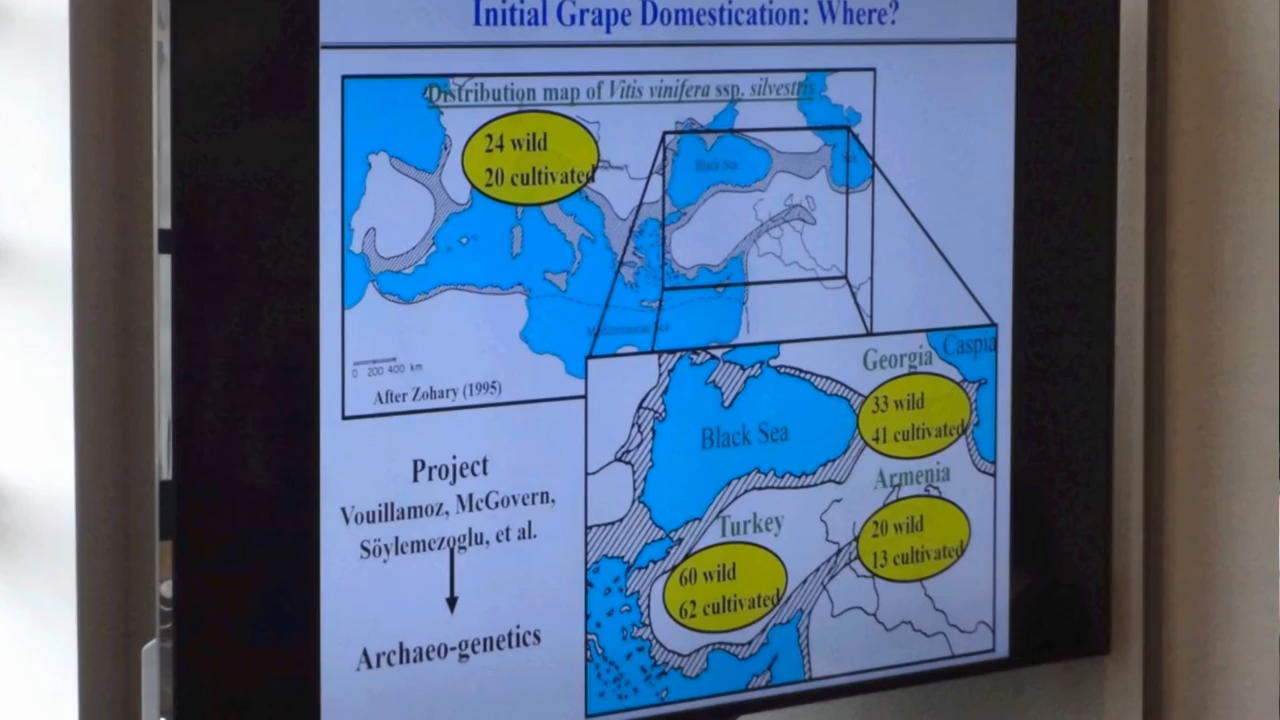 Initial Grape Domestication: Where?
Distribution map of Vitis vinifera ssp. silvestris
24 wild
20 cultivated
Black Sea
Sea
0 200 400 km
After Zohary (1995)
Georgia
Caspia
33 wild
41 cultivated
Black Sea
Armenia
20 wild
13 cultivated
Turkey
60 wild
62 cultivated
Project
Vouillamoz, McGovern,
Söylemezoglu, et al.
Archaeo-genetics